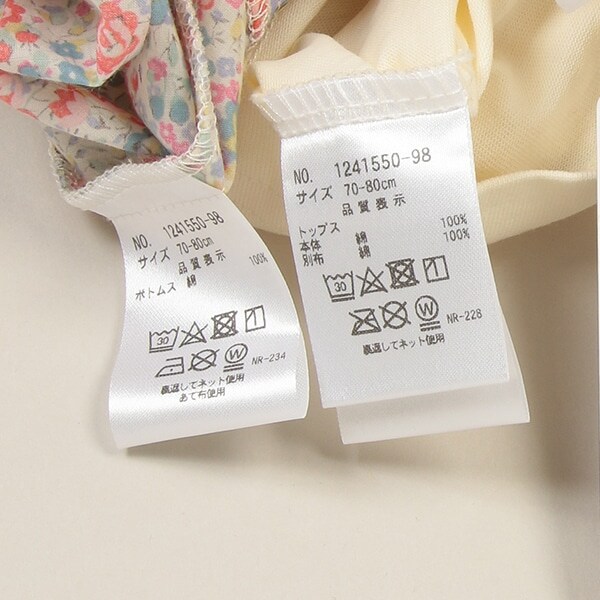 NO. 1241550-98
サイズ 70-80cm
品質表示
ボトムス 綿 100%
30
W
NR-234
裏返してネット使用
あて布使用
NO. 1241550-98
サイズ 70-80cm
品質表示
トップス
本体 綿 100%
別布 綿 100%
30
W
NR-228
裏返してネット使用